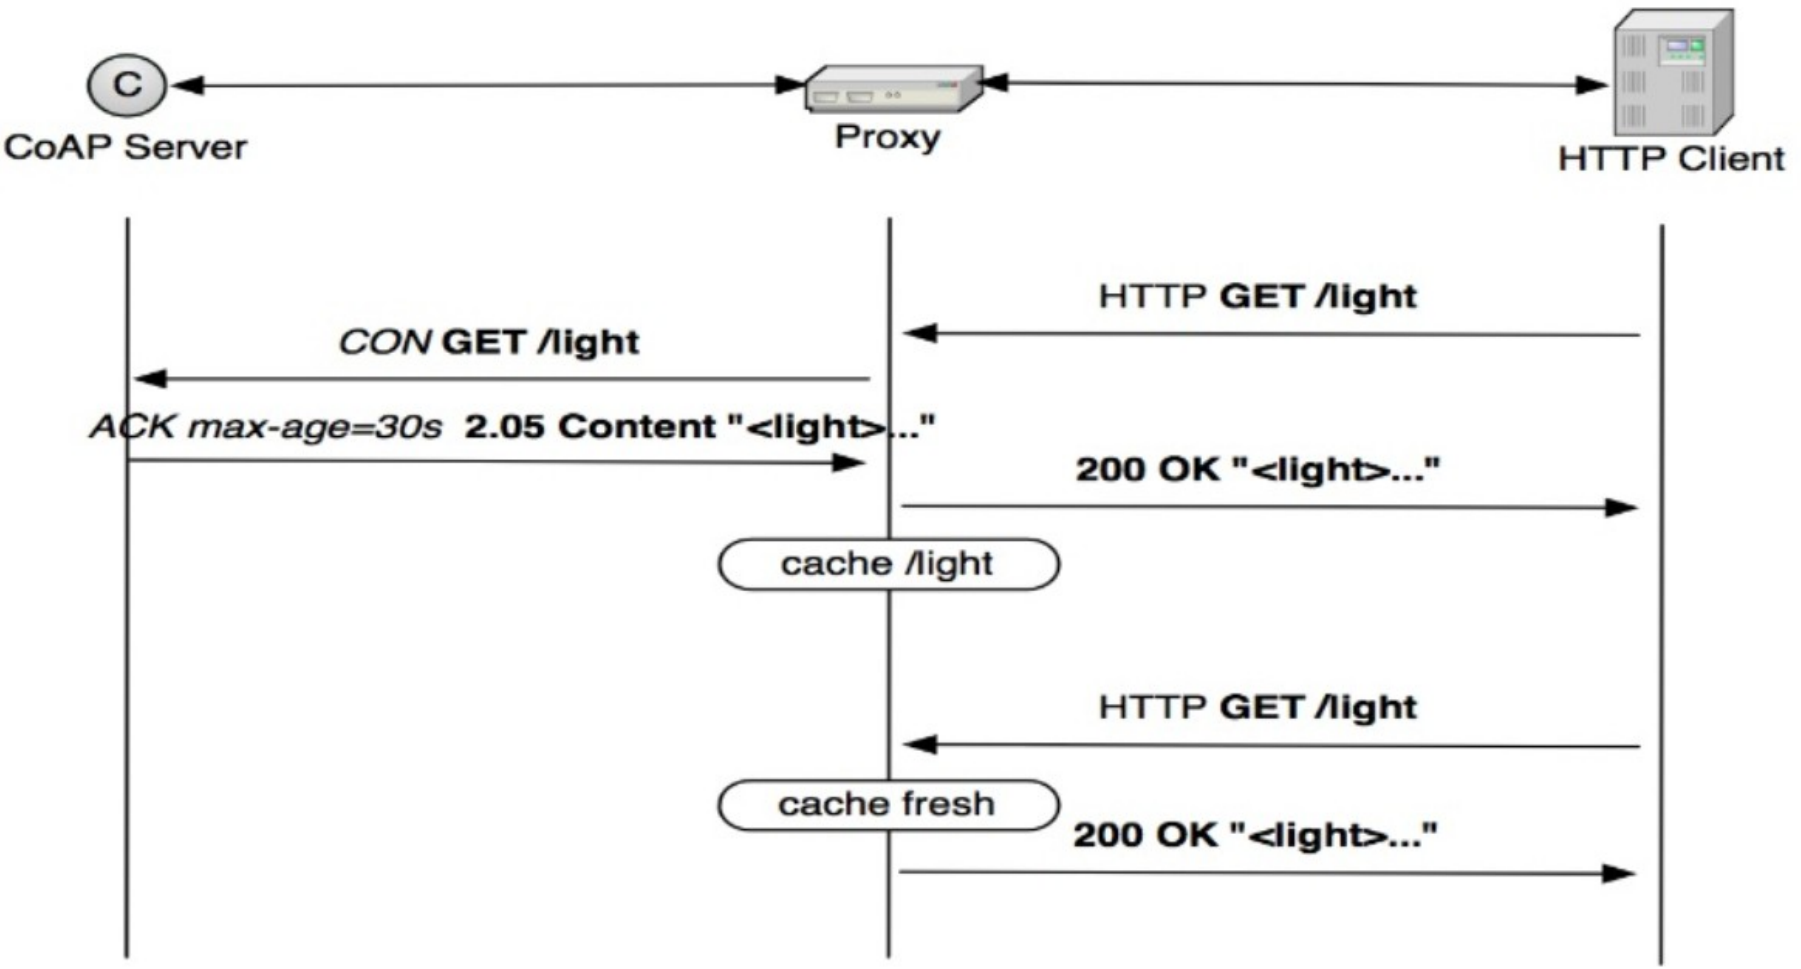 C
CoAP Server
Proxy
HTTP Client
HTTP GET /light
CON GET /light
ACK max-age=30s 2.05 Content "<light>..."
200 OK "<light>..."
cache /light
HTTP GET /light
cache fresh
200 OK "<light>..."